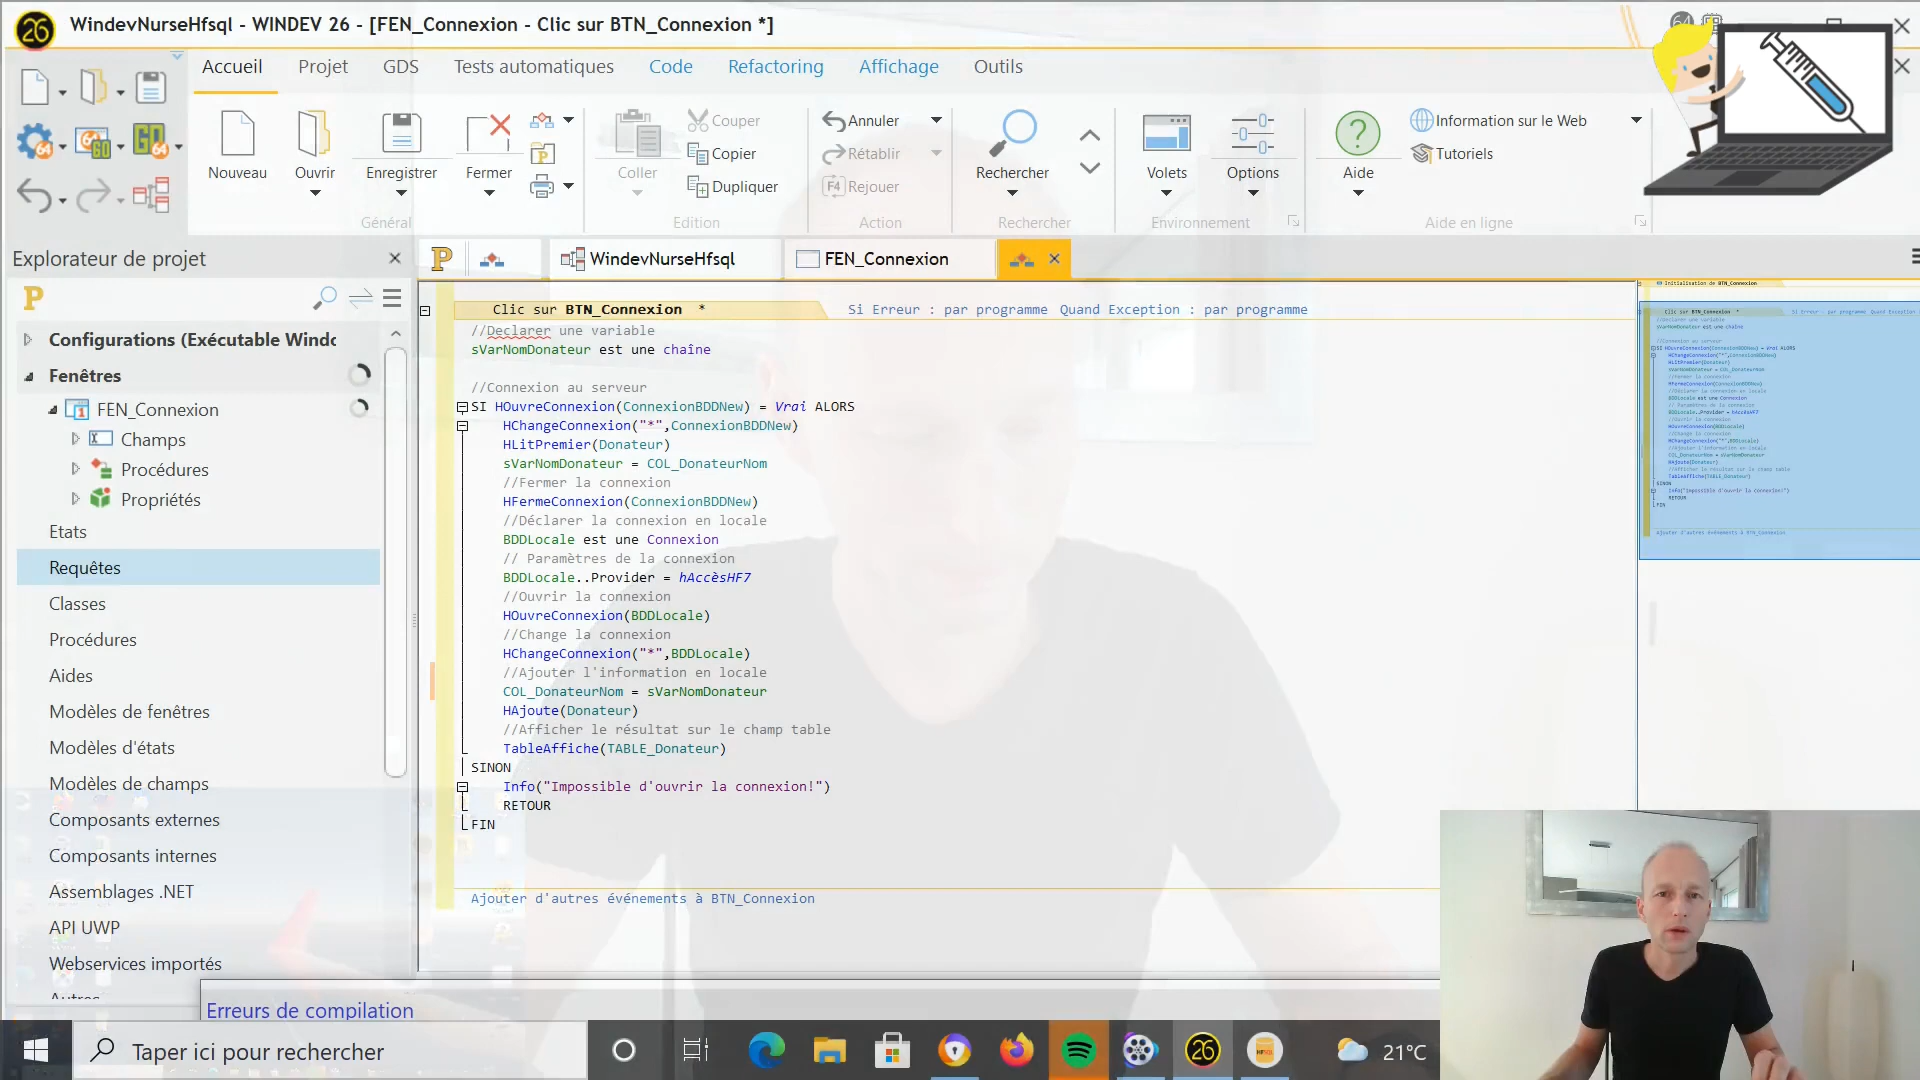 26 WindevNurseHfsql - WINDEV 26 - [FEN_Connexion - Clic sur BTN_Connexion *]
Accueil Projet GDS Tests automatiques Code Refactoring Affichage Outils
Nouveau Ouvrir Enregistrer Fermer
Coller Couper Copier Dupliquer
Annuler Rétablir F4 Rejouer
Rechercher
Volets Options
Aide Information sur le Web Tutoriels
Général Edition Action Rechercher Environnement Aide en ligne
Explorateur de projet
WindevNurseHfsql FEN_Connexion
Configurations (Exécutable Windo
Fenêtres
FEN_Connexion
Champs
Procédures
Propriétés
Etats
Requêtes
Classes
Procédures
Aides
Modèles de fenêtres
Modèles d'états
Modèles de champs
Composants externes
Composants internes
Assemblages .NET
API UWP
Webservices importés
Autres
Clic sur BTN_Connexion * Si Erreur : par programme Quand Exception : par programme
//Declarer une variable
sVarNomDonateur est une chaîne
//Connexion au serveur
SI HOuvreConnexion(ConnexionBDDNew) = Vrai ALORS
HChangeConnexion("*",ConnexionBDDNew)
HLitPremier(Donateur)
sVarNomDonateur = COL_DonateurNom
//Fermer la connexion
HFermeConnexion(ConnexionBDDNew)
//Déclarer la connexion en locale
BDDLocale est une Connexion
// Paramètres de la connexion
BDDLocale..Provider = hAccèsHF7
//Ouvrir la connexion
HOuvreConnexion(BDDLocale)
//Change la connexion
HChangeConnexion("*",BDDLocale)
//Ajouter l'information en locale
COL_DonateurNom = sVarNomDonateur
HAjoute(Donateur)
//Afficher le résultat sur le champ table
TableAffiche(TABLE_Donateur)
SINON
Info("Impossible d'ouvrir la connexion!")
RETOUR
FIN
Ajouter d'autres événements à BTN_Connexion
Erreurs de compilation
Taper ici pour rechercher
26
21°C